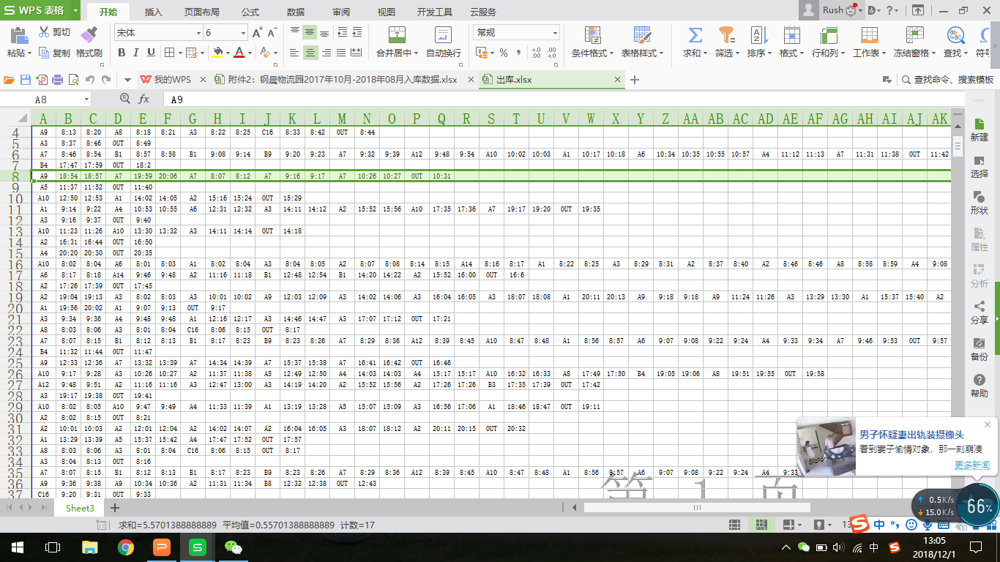 WPS 表格 开始 插入 页面布局 公式 数据 审阅 视图 开发工具 云服务 Rush
粘贴 剪切 复制 格式刷 宋体 6 B I U 合并居中 自动换行 常规 条件格式 表格样式 求和 筛选 排序 格式 行和列 工作表 冻结窗格 查找
我的WPS 附件2：钢晨物流园2017年10月-2018年08月入库数据.xlsx 出库.xlsx 查找命令、搜索模板
A8 fx A9
A B C D E F G H I J K L M N O P Q R S T U V W X Y Z AA AB AC AD AE AF AG AH AI AJ AK
4 A9 8:13 8:20 A8 8:18 8:21 A3 8:22 8:25 C16 8:33 8:42 OUT 8:44
5 A3 8:37 8:46 OUT 8:49
6 A7 8:46 8:54 B1 8:57 8:58 B1 9:08 9:14 B9 9:20 9:23 A7 9:32 9:39 A12 9:48 9:54 A10 10:02 10:03 A1 10:17 10:18 A6 10:34 10:35 10:55 10:57 A4 11:12 11:13 A7 11:31 11:38 OUT 11:42
7 B4 17:47 17:59 OUT 18:2
8 A9 18:54 18:57 A7 19:59 20:06 A7 8:07 8:12 A7 9:16 9:17 A7 10:26 10:27 OUT 10:31
9 A5 11:37 11:52 OUT 11:40
10 A10 12:50 12:53 A1 14:02 14:05 A2 15:16 15:24 OUT 15:29
11 A1 9:14 9:22 A4 10:53 10:55 A6 12:31 12:32 A3 14:11 14:12 A2 15:52 15:56 A10 17:35 17:36 A7 19:17 19:20 OUT 19:35
12 A3 9:16 9:37 OUT 9:40
13 A10 11:23 11:26 A10 13:30 13:32 A3 14:11 14:14 OUT 14:18
14 A2 16:31 16:44 OUT 16:50
15 A4 20:20 20:30 OUT 20:35
16 A10 8:02 8:04 A6 8:01 8:03 A1 8:02 8:04 A3 8:04 8:05 A2 8:07 8:08 8:14 8:15 A14 8:16 8:17 A1 8:22 8:25 A3 8:29 8:31 A2 8:37 8:40 A2 8:46 8:46 A8 8:58 8:59 A4 9:08
17 A6 8:17 8:18 A14 9:46 9:48 A2 11:16 11:18 B1 12:48 12:54 B1 14:20 14:22 A2 15:52 16:00 OUT 16:6
18 A2 17:26 17:39 OUT 17:45
19 A2 19:04 19:13 A3 8:02 8:03 A3 10:01 10:02 A9 12:03 12:09 A3 14:02 14:06 A3 16:04 16:05 A3 18:07 18:08 A1 20:11 20:13 A9 9:18 9:18 A9 11:24 11:26 A3 13:29 13:30 A1 15:37 15:40 A2
20 A1 19:56 20:02 A1 9:07 9:13 OUT 9:17
21 A3 9:34 9:36 A4 9:48 9:48 A1 12:16 12:17 A3 14:46 14:47 A3 17:07 17:12 OUT 17:21
22 A8 8:03 8:06 A3 8:01 8:04 C16 8:06 8:15 OUT 8:17
23 A7 8:07 8:15 B1 8:12 8:13 B1 8:17 8:23 B9 8:23 8:26 A7 8:29 8:36 A12 8:39 8:45 A10 8:47 8:48 A1 8:56 8:57 A6 9:07 9:08 9:22 9:24 A4 9:33 9:34 A7 9:46 9:53 OUT 9:57
24 B4 11:32 11:44 OUT 11:47
25 A9 12:33 12:36 A7 13:32 13:39 A7 14:34 14:39 A7 15:37 15:38 A7 16:41 16:42 OUT 16:46
26 A10 9:17 9:28 A3 10:26 10:27 A2 11:37 11:38 A5 12:49 12:50 A4 14:03 14:03 A4 15:17 15:17 A10 16:32 16:33 A8 17:49 17:50 B4 19:05 19:06 A8 19:51 19:55 OUT 19:58
27 A12 9:48 9:51 A2 11:16 11:16 A3 12:47 13:00 A3 14:19 14:20 A2 15:52 15:56 A2 17:26 17:26 B3 17:35 17:39 OUT 17:42
28 A3 19:17 19:38 OUT 19:41
29 A10 8:02 8:05 A10 9:47 9:49 A4 11:33 11:39 A1 13:19 13:28 A5 15:07 15:09 A3 16:56 17:06 A1 18:46 18:47 OUT 19:11
30 A2 8:02 8:15 OUT 8:21
31 A2 10:01 10:03 A2 12:01 12:04 A2 14:02 14:07 A2 16:04 16:05 A3 18:07 18:12 A2 20:11 20:15 OUT 20:32
32 A1 13:29 13:39 A5 15:37 15:42 A4 17:47 17:52 OUT 17:57
33 A8 8:03 8:06 A3 8:01 8:04 C16 8:06 8:15 OUT 8:17
34 A3 8:04 8:13 OUT 8:16
35 A7 8:07 8:15 B1 8:12 8:13 B1 8:17 8:23 B9 8:23 8:26 A7 8:29 8:36 A12 8:39 8:45 A10 8:47 8:48 A1 8:56 8:57 A6 9:07 9:08 9:22 9:24 A4 9:33
36 A9 9:36 9:38 A9 10:34 10:36 A2 11:31 11:34 B8 12:32 12:38 OUT 12:43
37 C16 9:20 9:31 OUT 9:33
新建
选择
形状
属性
分析
分享
备份
帮助
男子怀疑妻出轨装摄像头
看到妻子偷情对象，那一刻崩溃
更多新闻
0.5K/s
15.0K/s
66%
Sheet3
求和=5.5701388888889 平均值=0.55701388888889 计数=17
中
中 13:05
2018/12/1